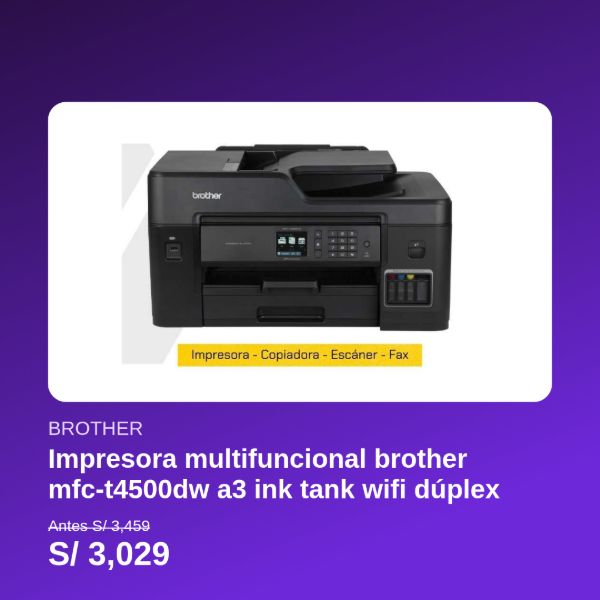 brother
Impresora - Copiadora - Escáner - Fax
BROTHER
Impresora multifuncional brother
mfc-t4500dw a3 ink tank wifi dúplex
Antes S/ 3,459
S/ 3,029